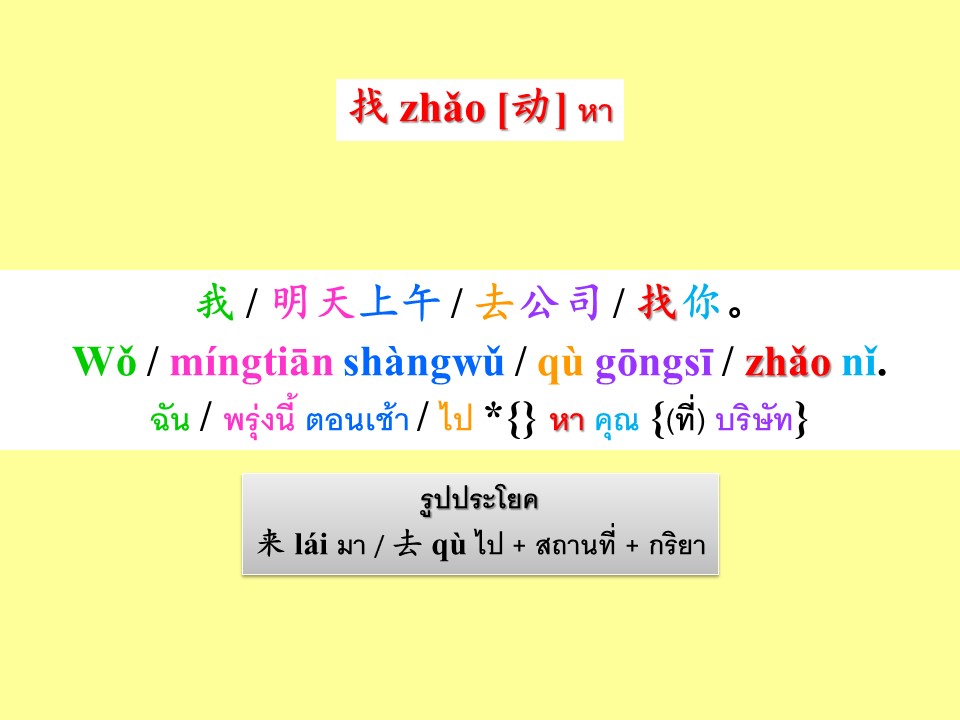 找 zhǎo [动] หา
我 / 明天上午 / 去公司 / 找你。
Wǒ / míngtiān shàngwǔ / qù gōngsī / zhǎo nǐ.
ฉัน / พรุ่งนี้ ตอนเช้า / ไป *{} หา คุณ {(ที่) บริษัท}
รูปประโยค
来 lái มา / 去 qù ไป + สถานที่ + กริยา